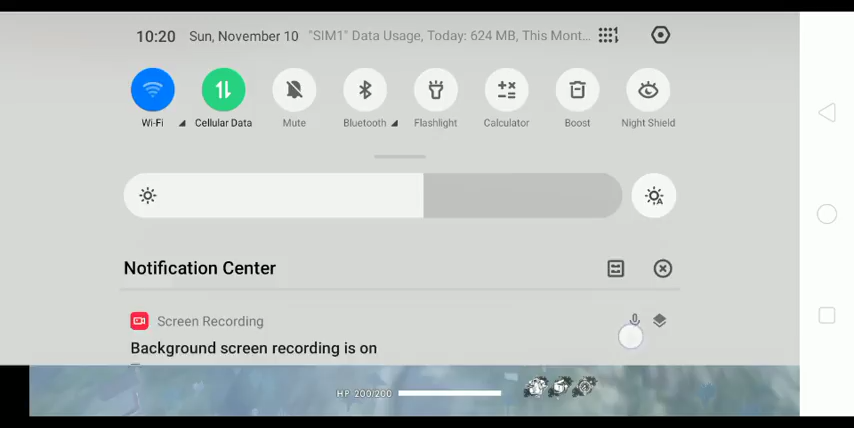 10:20 Sun, November 10 "SIM1" Data Usage, Today: 624 MB, This Mont...
Wi-Fi Cellular Data Mute Bluetooth Flashlight Calculator Boost Night Shield
Notification Center
Screen Recording
Background screen recording is on
HP 200/200